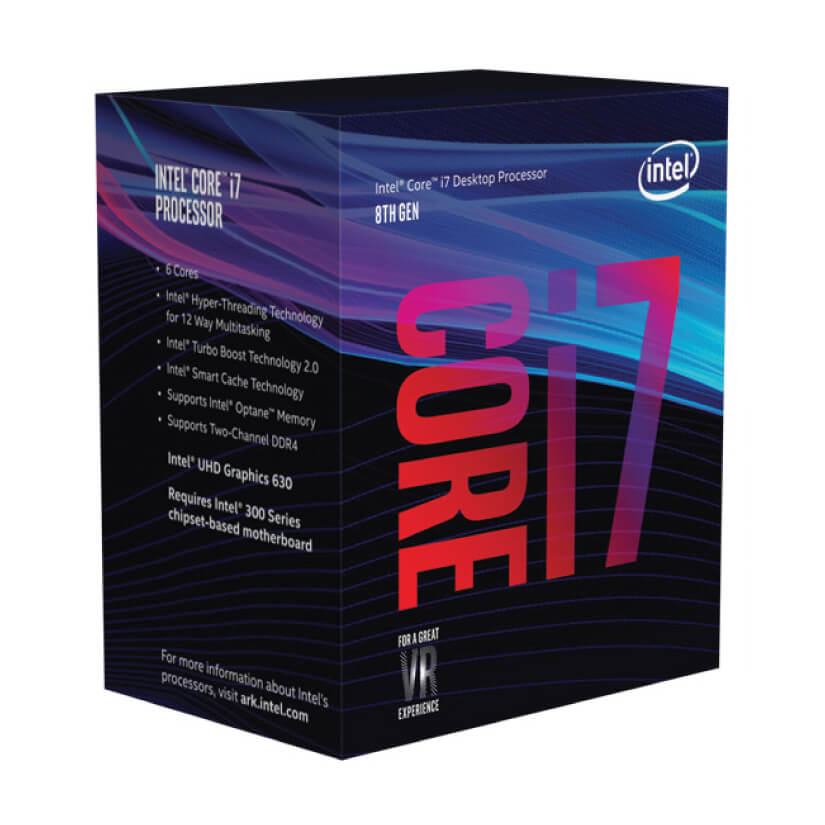 INTEL® CORE™ i7
PROCESSOR
• 6 Cores
• Intel® Hyper-Threading Technology
for 12 Way Multitasking
• Intel® Turbo Boost Technology 2.0
• Intel® Smart Cache Technology
• Supports Intel® Optane™ Memory
• Supports Two-Channel DDR4
Intel® UHD Graphics 630
Requires Intel® 300 Series
chipset-based motherboard
For more information about Intel's
processors, visit ark.intel.com
Intel® Core™ i7 Desktop Processor
8TH GEN
intel
CORE
i7
FOR A GREAT
VR
EXPERIENCE